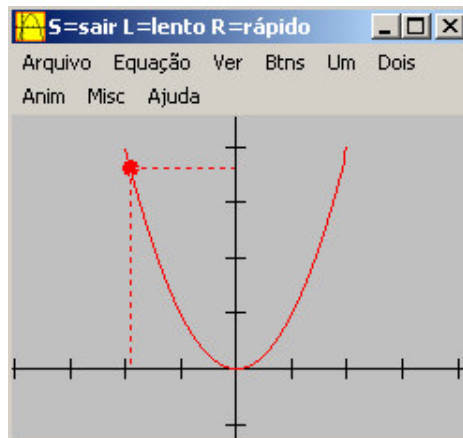 S=sair L=lento R=rápido
Arquivo Equação Ver Btns Um Dois
Anim Misc Ajuda